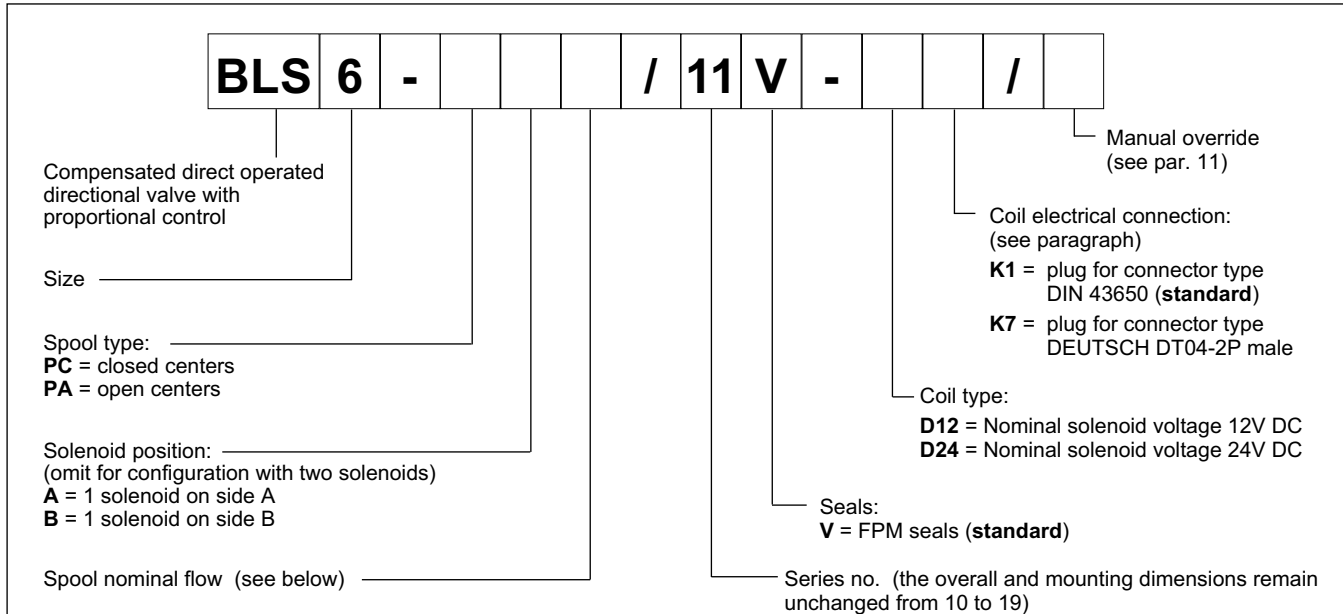 BLS 6 - / 11 V - /
Compensated direct operated
directional valve with
proportional control
Size
Spool type:
PC = closed centers
PA = open centers
Solenoid position:
(omit for configuration with two solenoids)
A = 1 solenoid on side A
B = 1 solenoid on side B
Spool nominal flow (see below)
Manual override
(see par. 11)
Coil electrical connection:
(see paragraph)
K1 = plug for connector type
DIN 43650 (standard)
K7 = plug for connector type
DEUTSCH DT04-2P male
Coil type:
D12 = Nominal solenoid voltage 12V DC
D24 = Nominal solenoid voltage 24V DC
Seals:
V = FPM seals (standard)
Series no. (the overall and mounting dimensions remain
unchanged from 10 to 19)